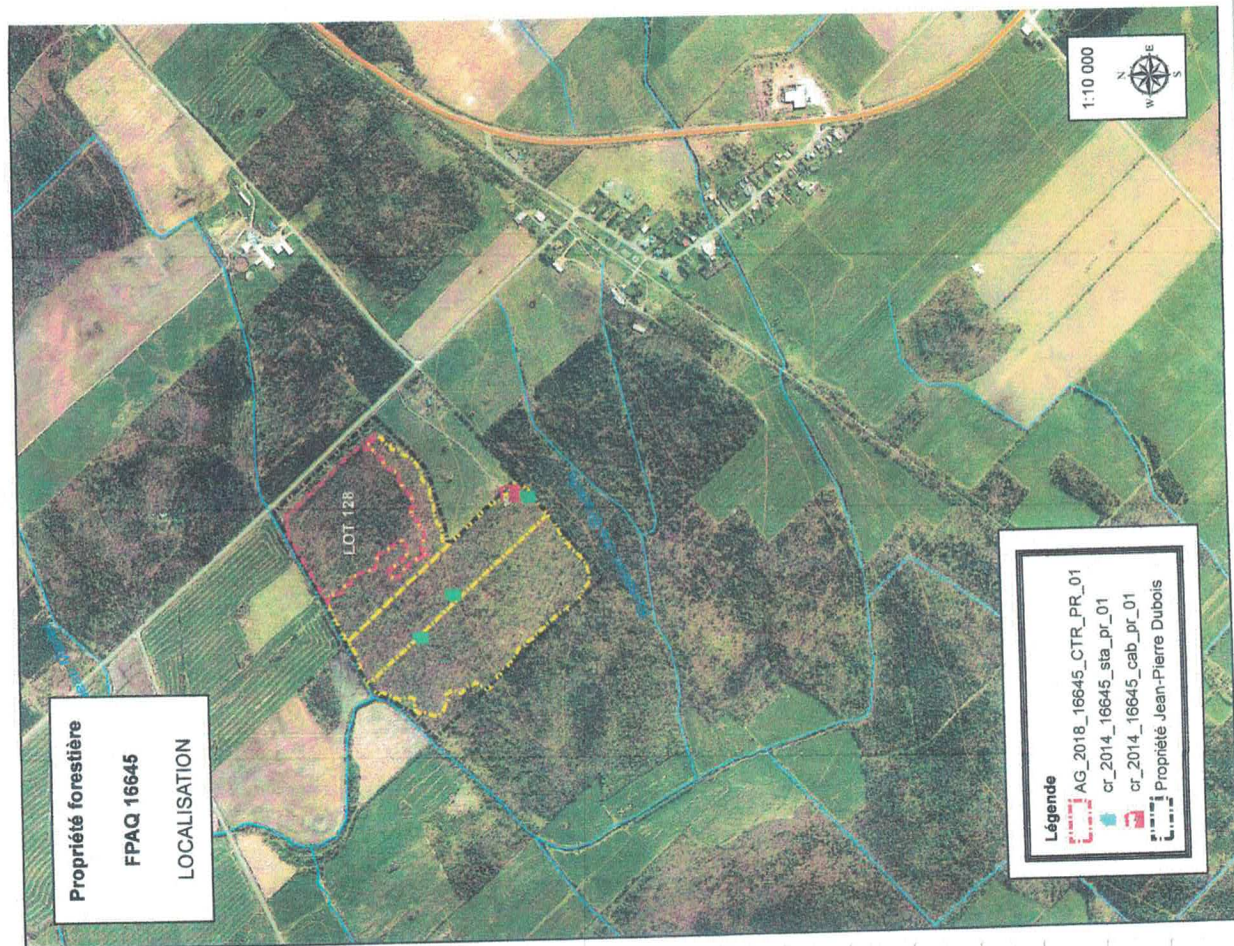 Propriété forestière
FPAQ 16645
LOCALISATION
LOT 128
1:10 000
N
W E
S
Légende
AG_2018_16645_CTR_PR_01
cr_2014_16645_sta_pr_01
cr_2014_16645_cab_pr_01
Propriété Jean-Pierre Dubois